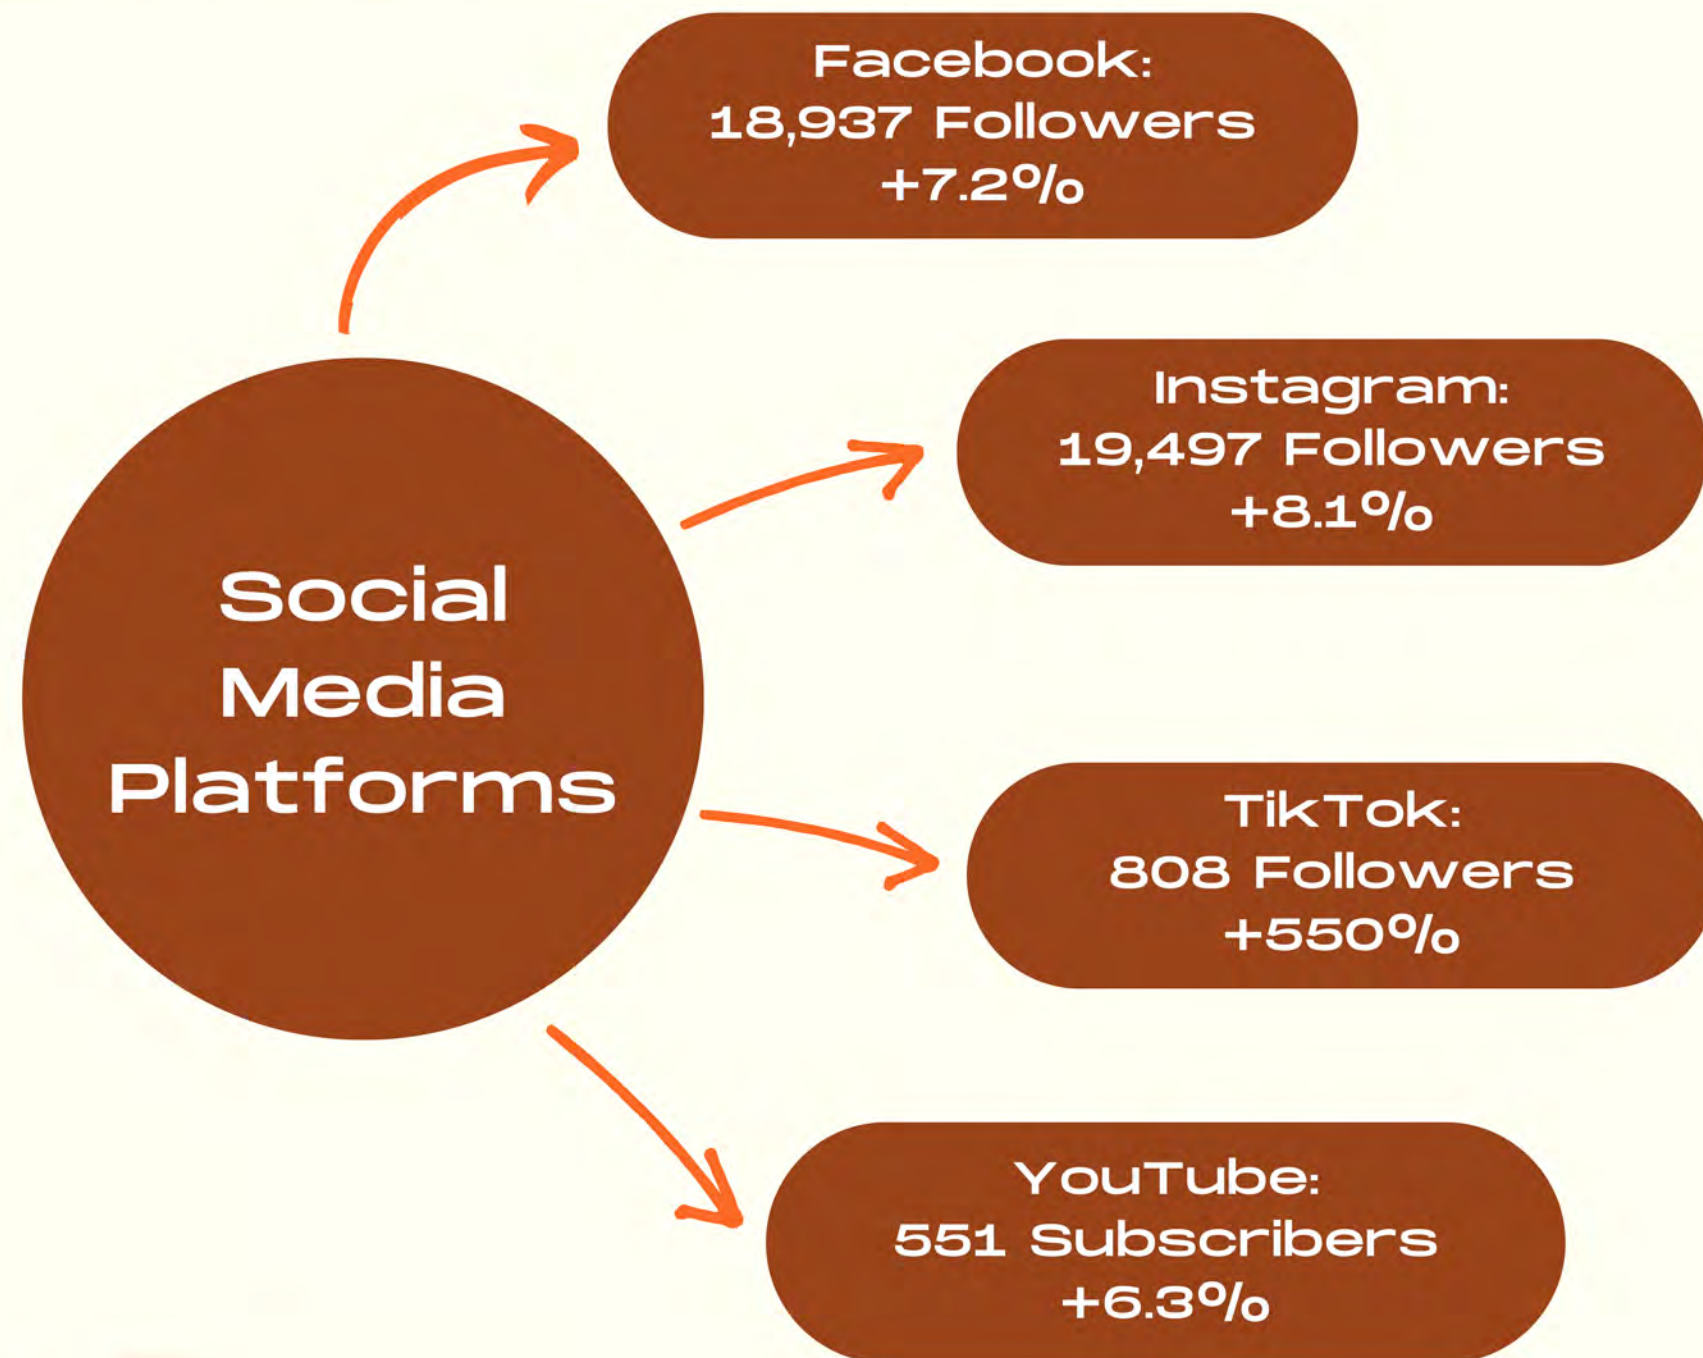 Facebook:
18,937 Followers
+7.2%
Instagram:
19,497 Followers
+8.1%
Social
Media
Platforms
TikTok:
808 Followers
+550%
YouTube:
551 Subscribers
+6.3%